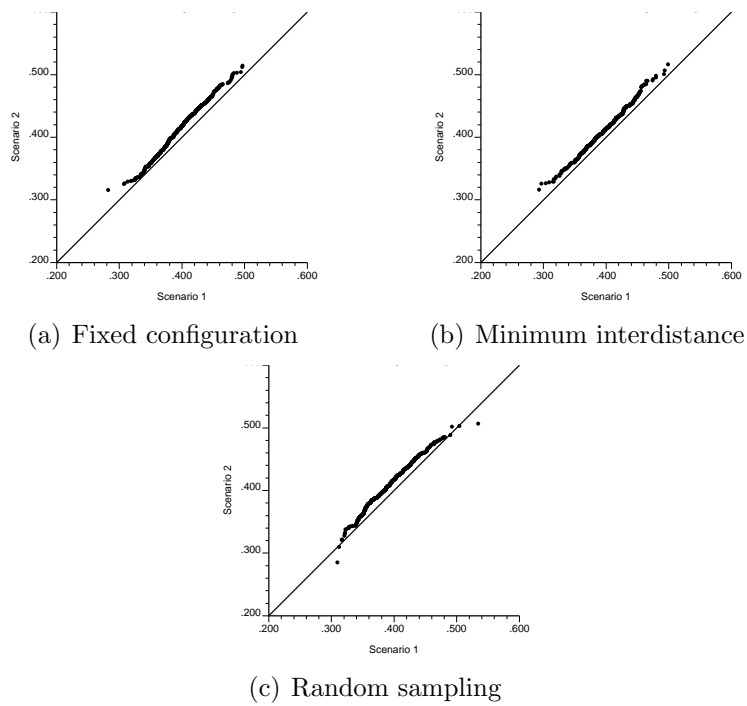 .500
.400
.300
.200
Scenario 2
.200 .300 .400 .500 .600
Scenario 1
(a) Fixed configuration
.500
.400
.300
.200
Scenario 2
.200 .300 .400 .500 .600
Scenario 1
(b) Minimum interdistance
.500
.400
.300
.200
Scenario 2
.200 .300 .400 .500 .600
Scenario 1
(c) Random sampling